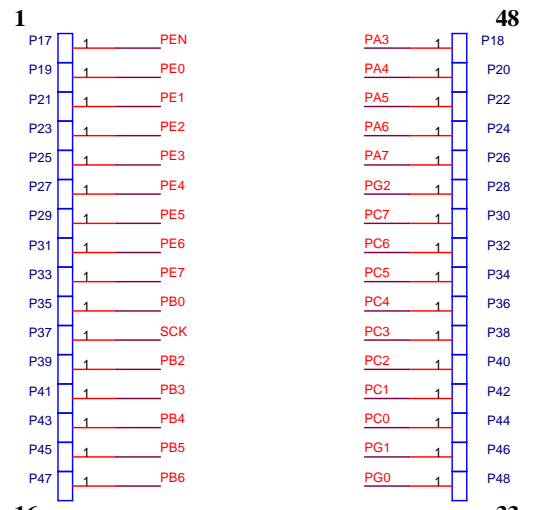 1 48
P17 1 PEN PA3 1 P18
P19 1 PE0 PA4 1 P20
P21 1 PE1 PA5 1 P22
P23 1 PE2 PA6 1 P24
P25 1 PE3 PA7 1 P26
P27 1 PE4 PG2 1 P28
P29 1 PE5 PC7 1 P30
P31 1 PE6 PC6 1 P32
P33 1 PE7 PC5 1 P34
P35 1 PB0 PC4 1 P36
P37 1 SCK PC3 1 P38
P39 1 PB2 PC2 1 P40
P41 1 PB3 PC1 1 P42
P43 1 PB4 PC0 1 P44
P45 1 PB5 PG1 1 P46
P47 1 PB6 PG0 1 P48
16 33